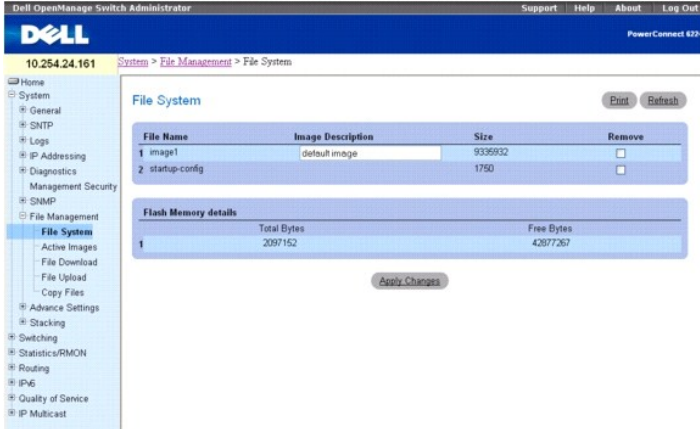 Dell OpenManage Switch Administrator
Support Help About Log Out
DELL
PowerConnect 622
10.254.24.161
System > File Management > File System
Home
System
General
SNTP
Logs
IP Addressing
Diagnostics
Management Security
SNMP
File Management
File System
Active Images
File Download
File Upload
Copy Files
Advance Settings
Stacking
Switching
Statistics/RMON
Routing
IPv6
Quality of Service
IP Multicast
File System
Print Refresh
File Name Image Description Size Remove
1 image1 default image 9335932
2 startup-config 1750
Flash Memory details
Total Bytes Free Bytes
1 2097152 42877267
Apply Changes